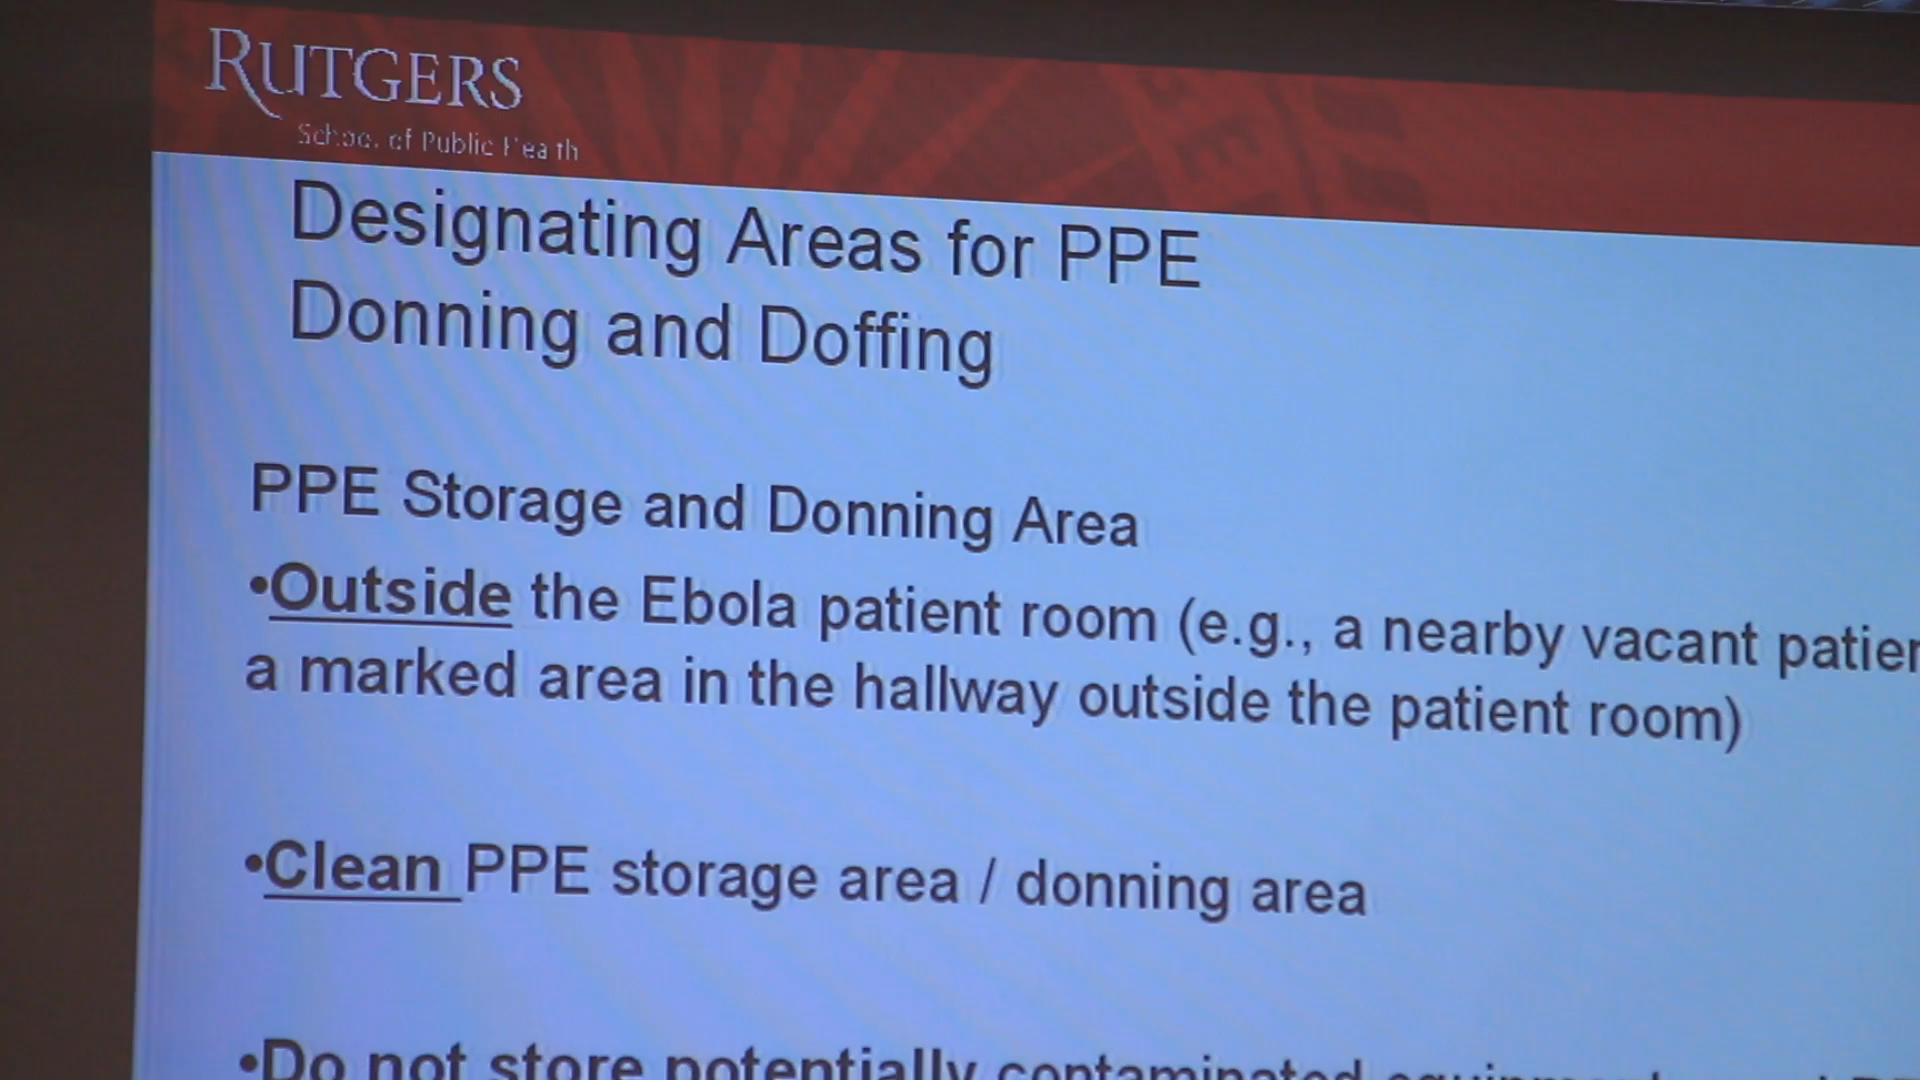 RUTGERS
School of Public Health
Designating Areas for PPE
Donning and Doffing
PPE Storage and Donning Area
•Outside the Ebola patient room (e.g., a nearby vacant
a marked area in the hallway outside the patient room)
•Clean PPE storage area / donning area
•Do not store potentially contaminated